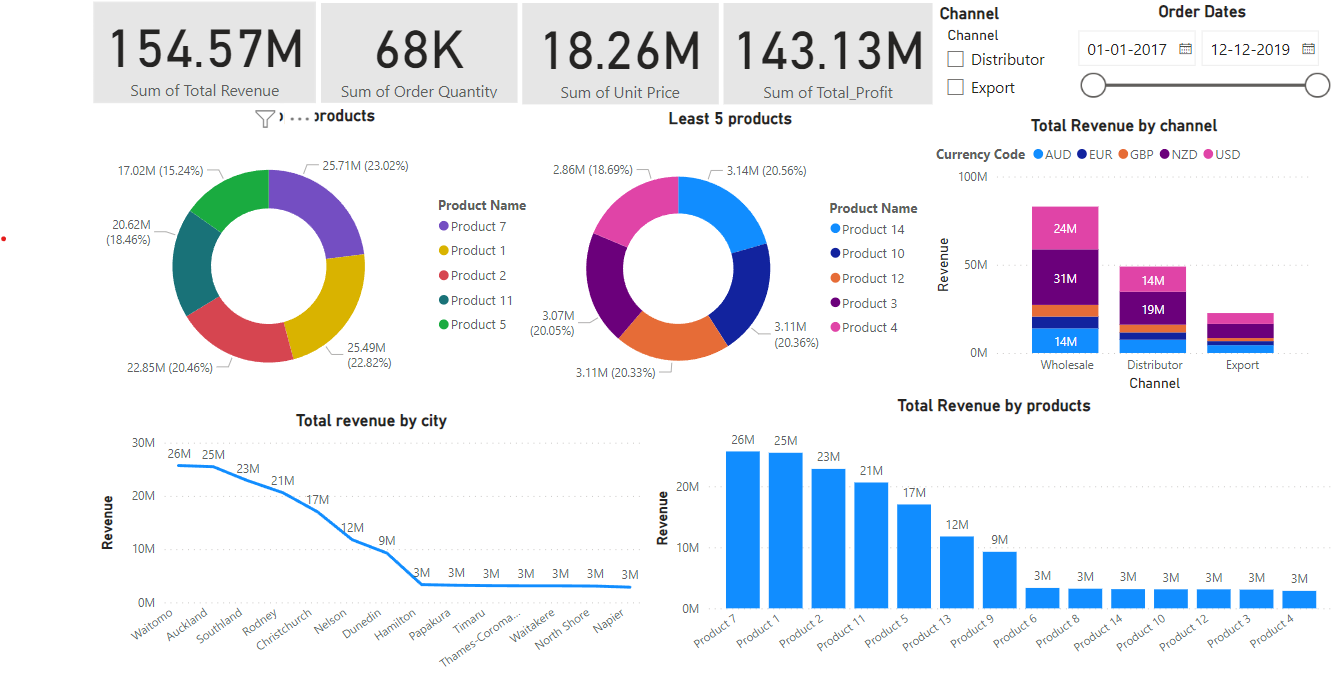 154.57M
Sum of Total Revenue
68K
Sum of Order Quantity
18.26M
Sum of Unit Price
143.13M
Sum of Total_Profit
Channel
Channel
Distributor
Export
Order Dates
01-01-2017
12-12-2019
products
17.02M (15.24%)
25.71M (23.02%)
20.62M
(18.46%)
22.85M (20.46%)
25.49M
(22.82%)
Product Name
Product 7
Product 1
Product 2
Product 11
Product 5
Least 5 products
2.86M (18.69%)
3.14M (20.56%)
3.07M
(20.05%)
3.11M (20.33%)
3.11M
(20.36%)
Product Name
Product 14
Product 10
Product 12
Product 3
Product 4
Total Revenue by channel
Currency Code AUD EUR GBP NZD USD
100M
50M
0M
Revenue
24M
31M
14M
14M
19M
Wholesale Distributor Export
Channel
Total revenue by city
30M
20M
10M
0M
Revenue
26M 25M 23M 21M 17M 12M 9M 3M 3M 3M 3M 3M 3M 3M
Waitomo Auckland Southland Rodney Christchurch Nelson Dunedin Hamilton Papakura Timaru Thames-Coroma... Waitakere North Shore Napier
Total Revenue by products
20M
10M
0M
Revenue
26M 25M 23M 21M 17M 12M 9M 3M 3M 3M 3M 3M 3M 3M
Product 7 Product 1 Product 2 Product 11 Product 5 Product 13 Product 9 Product 6 Product 8 Product 14 Product 10 Product 12 Product 3 Product 4